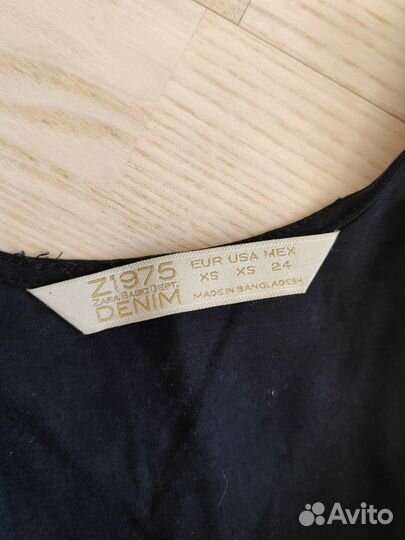 Z1975
ZARA BASIC DEPT.
DENIM
EUR USA MEX
XS XS 24
MADE IN BANGLADESH
Avito